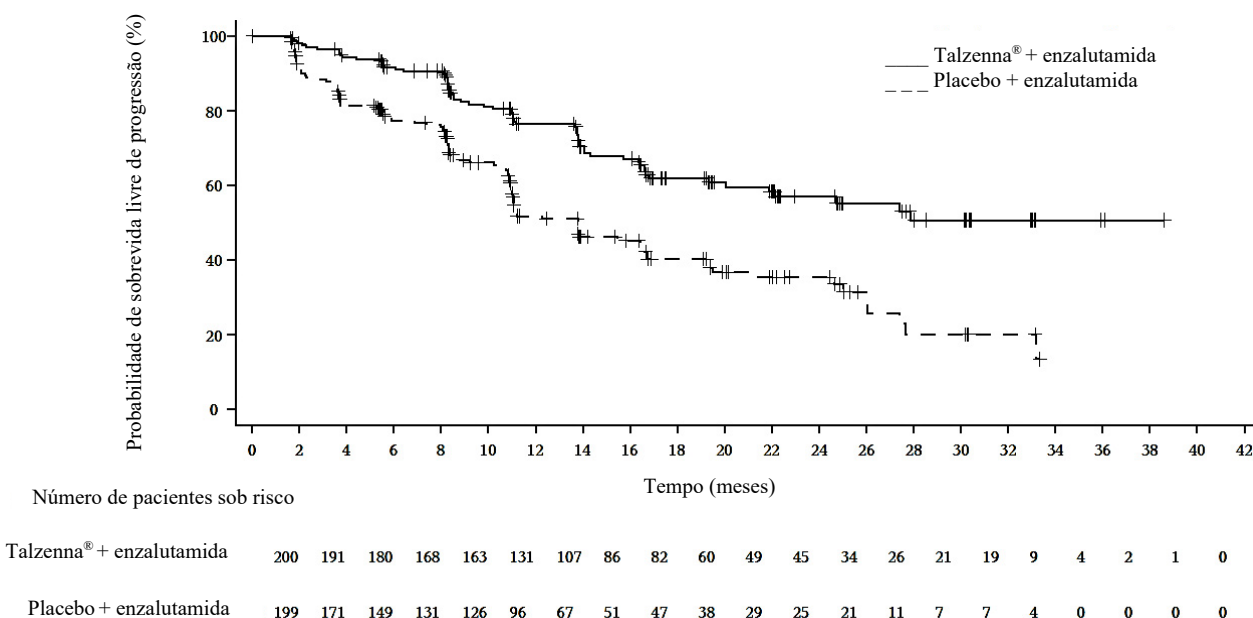 Probabilidade de sobrevida livre de progressão (%)
100
80
60
40
20
0
Talzenna® + enzalutamida
Placebo + enzalutamida
0 2 4 6 8 10 12 14 16 18 20 22 24 26 28 30 32 34 36 38 40 42
Tempo (meses)
Número de pacientes sob risco
Talzenna® + enzalutamida 200 191 180 168 163 131 107 86 82 60 49 45 34 26 21 19 9 4 2 1 0
Placebo + enzalutamida 199 171 149 131 126 96 67 51 47 38 29 25 21 11 7 7 4 0 0 0 0